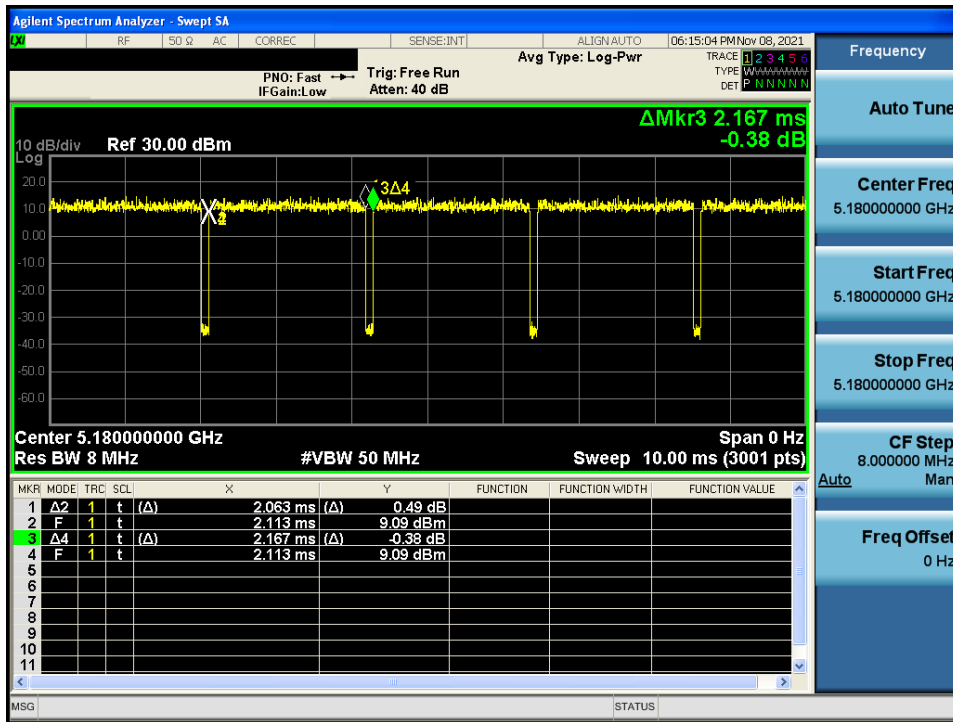 Agilent Spectrum Analyzer - Swept SA
LXI RF 50 Ω AC CORREC SENSE:INT ALIGN AUTO 06:15:04 PM Nov 08, 2021
PNO: Fast
IFGain:Low
Trig: Free Run
Atten: 40 dB
Avg Type: Log-Pwr
TRACE 1 2 3 4 5 6
TYPE
DET P N N N N N
ΔMkr3 2.167 ms
-0.38 dB
10 dB/div
Log
Ref 30.00 dBm
20.0
10.0
0.00
-10.0
-20.0
-30.0
-40.0
-50.0
-60.0
3Δ4
Center 5.180000000 GHz
Span 0 Hz
Res BW 8 MHz
#VBW 50 MHz
Sweep 10.00 ms (3001 pts)
MKR MODE TRC SCL X Y FUNCTION FUNCTION WIDTH FUNCTION VALUE
1 Δ2 1 t (Δ) 2.063 ms (Δ) 0.49 dB
2 F 1 t 2.113 ms 9.09 dBm
3 Δ4 1 t (Δ) 2.167 ms (Δ) -0.38 dB
4 F 1 t 2.113 ms 9.09 dBm
5
6
7
8
9
10
11
MSG
STATUS
Frequency
Auto Tune
Center Freq
5.180000000 GHz
Start Freq
5.180000000 GHz
Stop Freq
5.180000000 GHz
CF Step
8.000000 MHz
Auto Man
Freq Offset
0 Hz